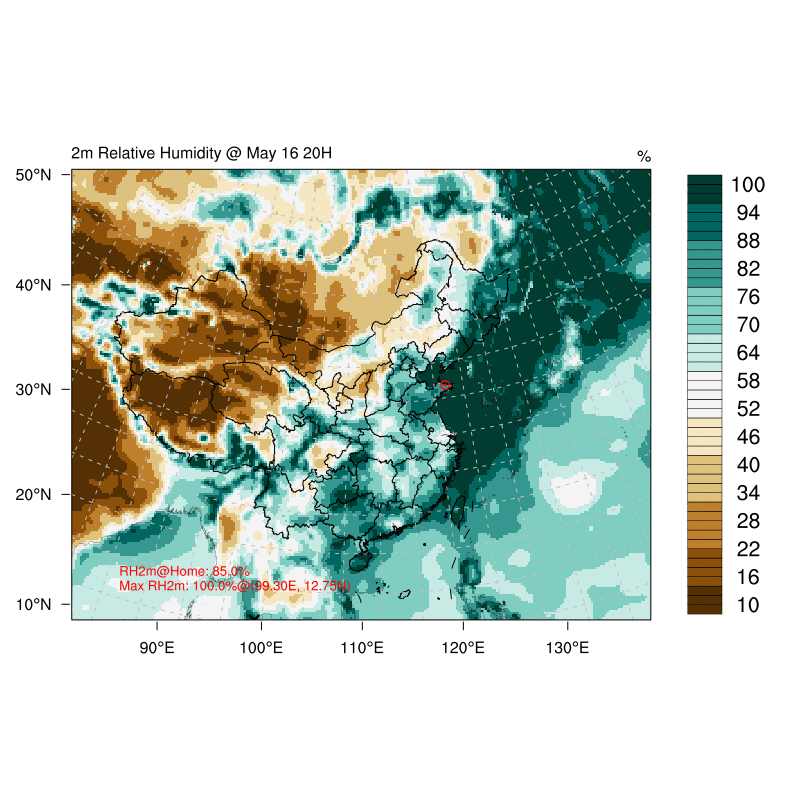 2m Relative Humidity @ May 16 20H
%
50°N
40°N
30°N
20°N
10°N
90°E
100°E
110°E
120°E
130°E
100
94
88
82
76
70
64
58
52
46
40
34
28
22
16
10
RH2m@Home: 85.0%
Max RH2m: 100.0%@(99.30E, 12.75N)